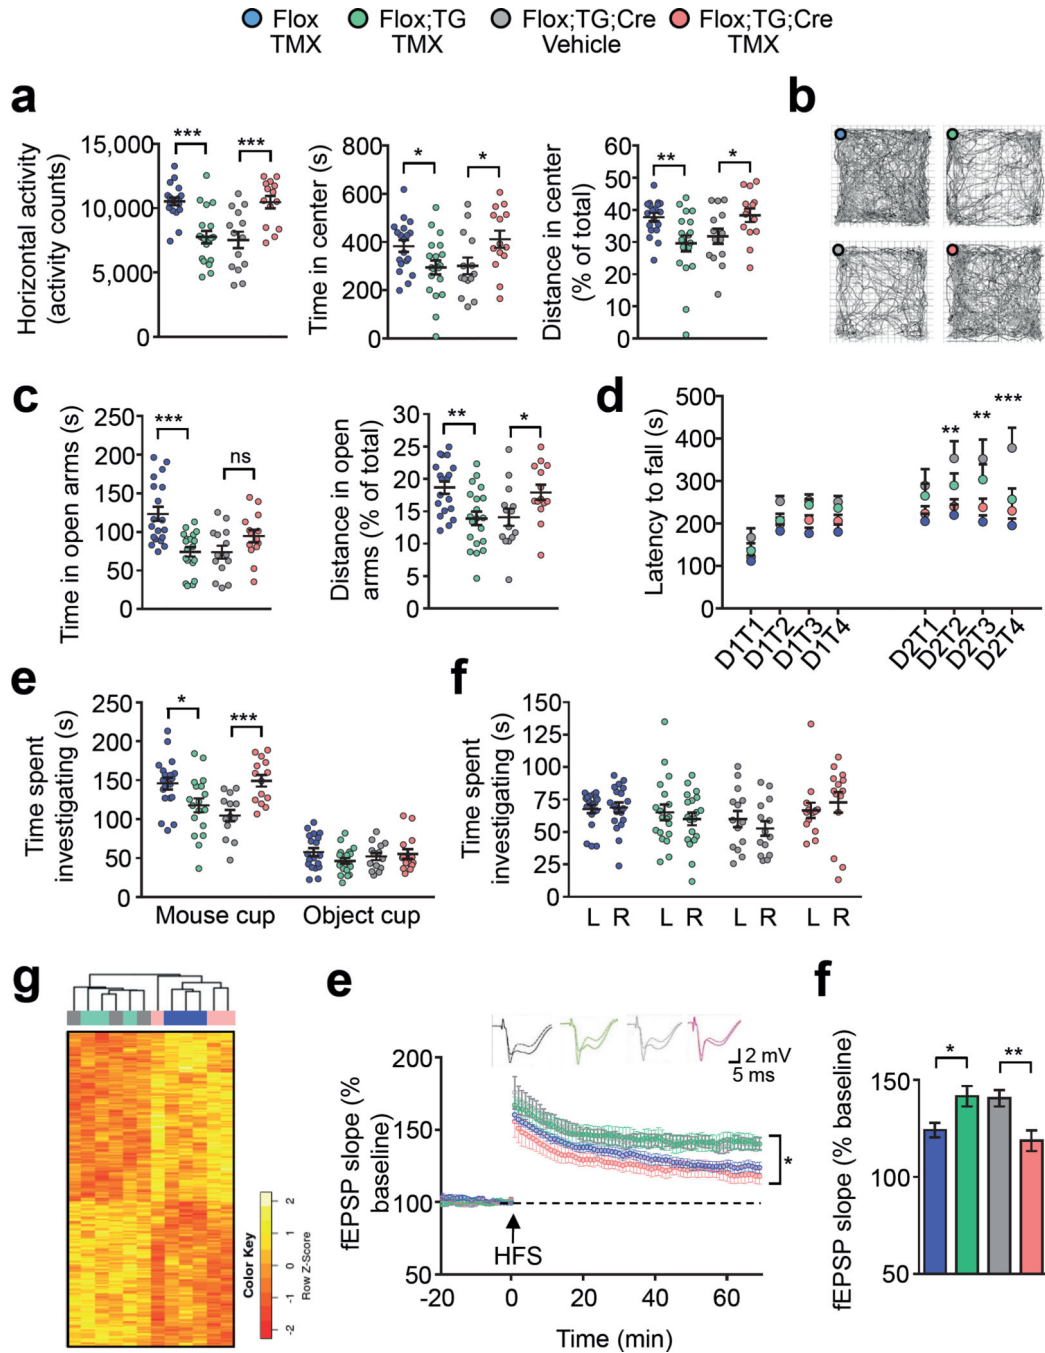 Flox
TMX
Flox;TG
TMX
Flox;TG;Cre
Vehicle
Flox;TG;Cre
TMX
a
Horizontal activity
(activity counts)
15,000
10,000
5,000
0
***
***
Time in center (s)
800
600
400
200
0
*
*
Distance in center
(% of total)
60
50
40
30
20
10
0
**
*
b
c
Time in open arms (s)
250
200
150
100
50
0
***
ns
Distance in open
arms (% of total)
30
25
20
15
10
5
0
**
*
d
Latency to fall (s)
500
400
300
200
100
0
**
**
***
D1T1
D1T2
D1T3
D1T4
D2T1
D2T2
D2T3
D2T4
e
Time spent
investigating (s)
250
200
150
100
50
0
*
***
Mouse cup
Object cup
f
Time spent
investigating (s)
150
125
100
75
50
25
0
L R L R L R L R
g
Color Key
Row Z-Score
2
1
0
-1
-2
e
fEPSP slope (%
baseline)
200
150
100
50
2 mV
5 ms
*
HFS
-20 0 20 40 60
Time (min)
f
fEPSP slope (% baseline)
150
100
50
*
**